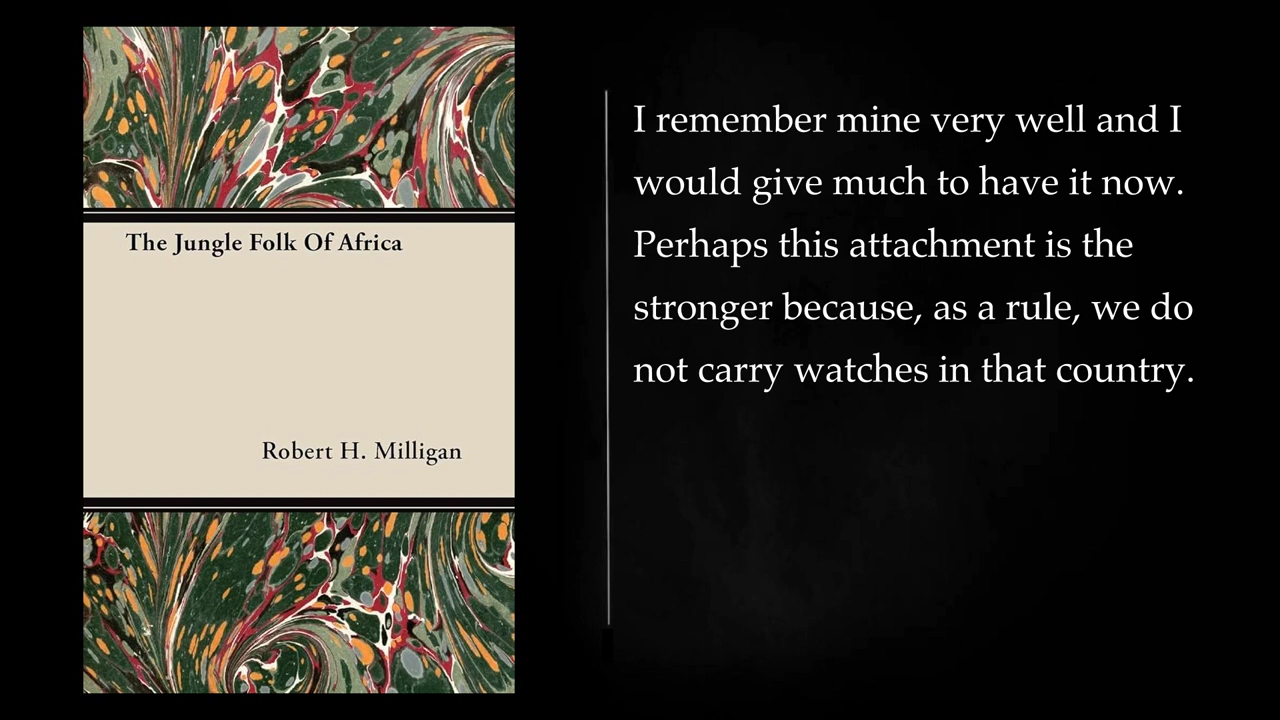 The Jungle Folk Of Africa
Robert H. Milligan
I remember mine very well and I
would give much to have it now.
Perhaps this attachment is the
stronger because, as a rule, we do
not carry watches in that country.